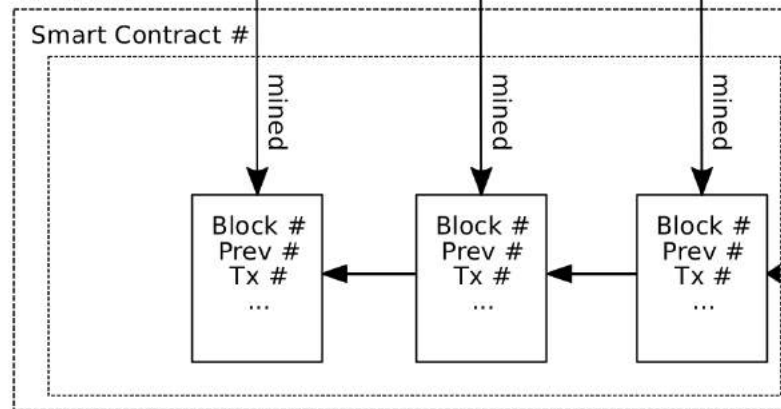 Smart Contract #
mined
mined
mined
Block #
Prev #
Tx #
...
Block #
Prev #
Tx #
...
Block #
Prev #
Tx #
...